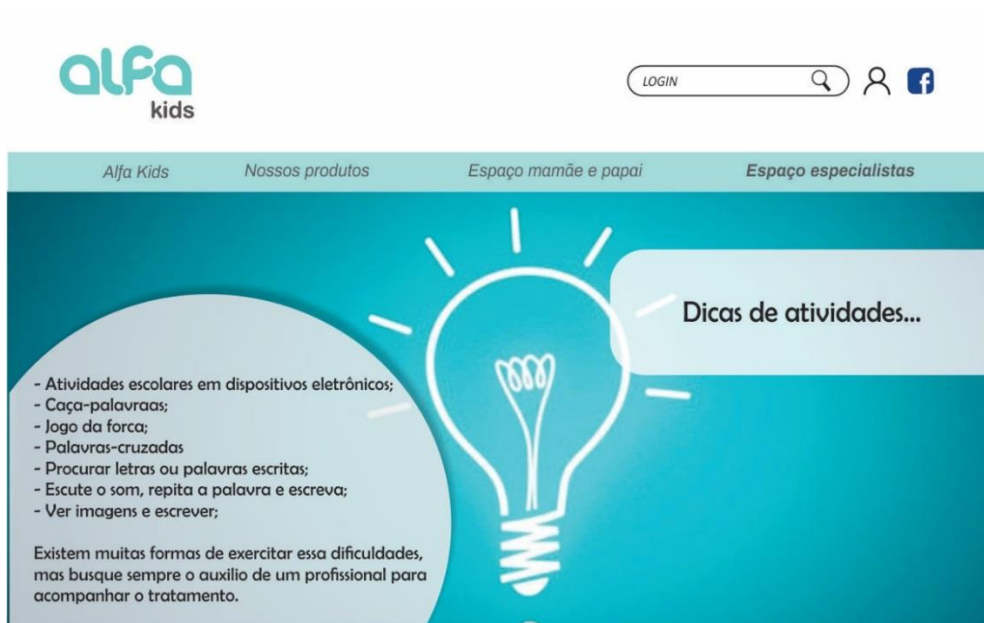 alfa
kids
LOGIN
Alfa Kids Nossos produtos Espaço mamãe e papai Espaço especialistas
Dicas de atividades...
- Atividades escolares em dispositivos eletrônicos;
- Caça-palavraas;
- Jogo da forca;
- Palavras-cruzadas
- Procurar letras ou palavras escritas;
- Escute o som, repita a palavra e escreva;
- Ver imagens e escrever;
Existem muitas formas de exercitar essa dificuldades,
mas busque sempre o auxilio de um profissional para
acompanhar o tratamento.